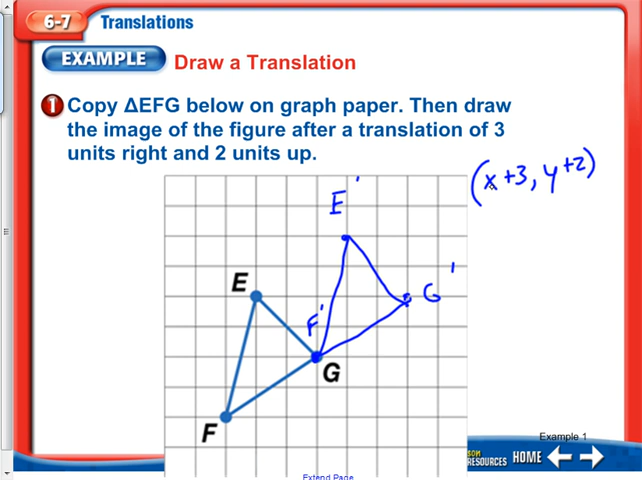 6-7 Translations
EXAMPLE Draw a Translation
1 Copy ΔEFG below on graph paper. Then draw
the image of the figure after a translation of 3
units right and 2 units up.
(x+3, y+2)
E'
E
G'
F'
G
F
Example 1
RESOURCES HOME
Extend Page